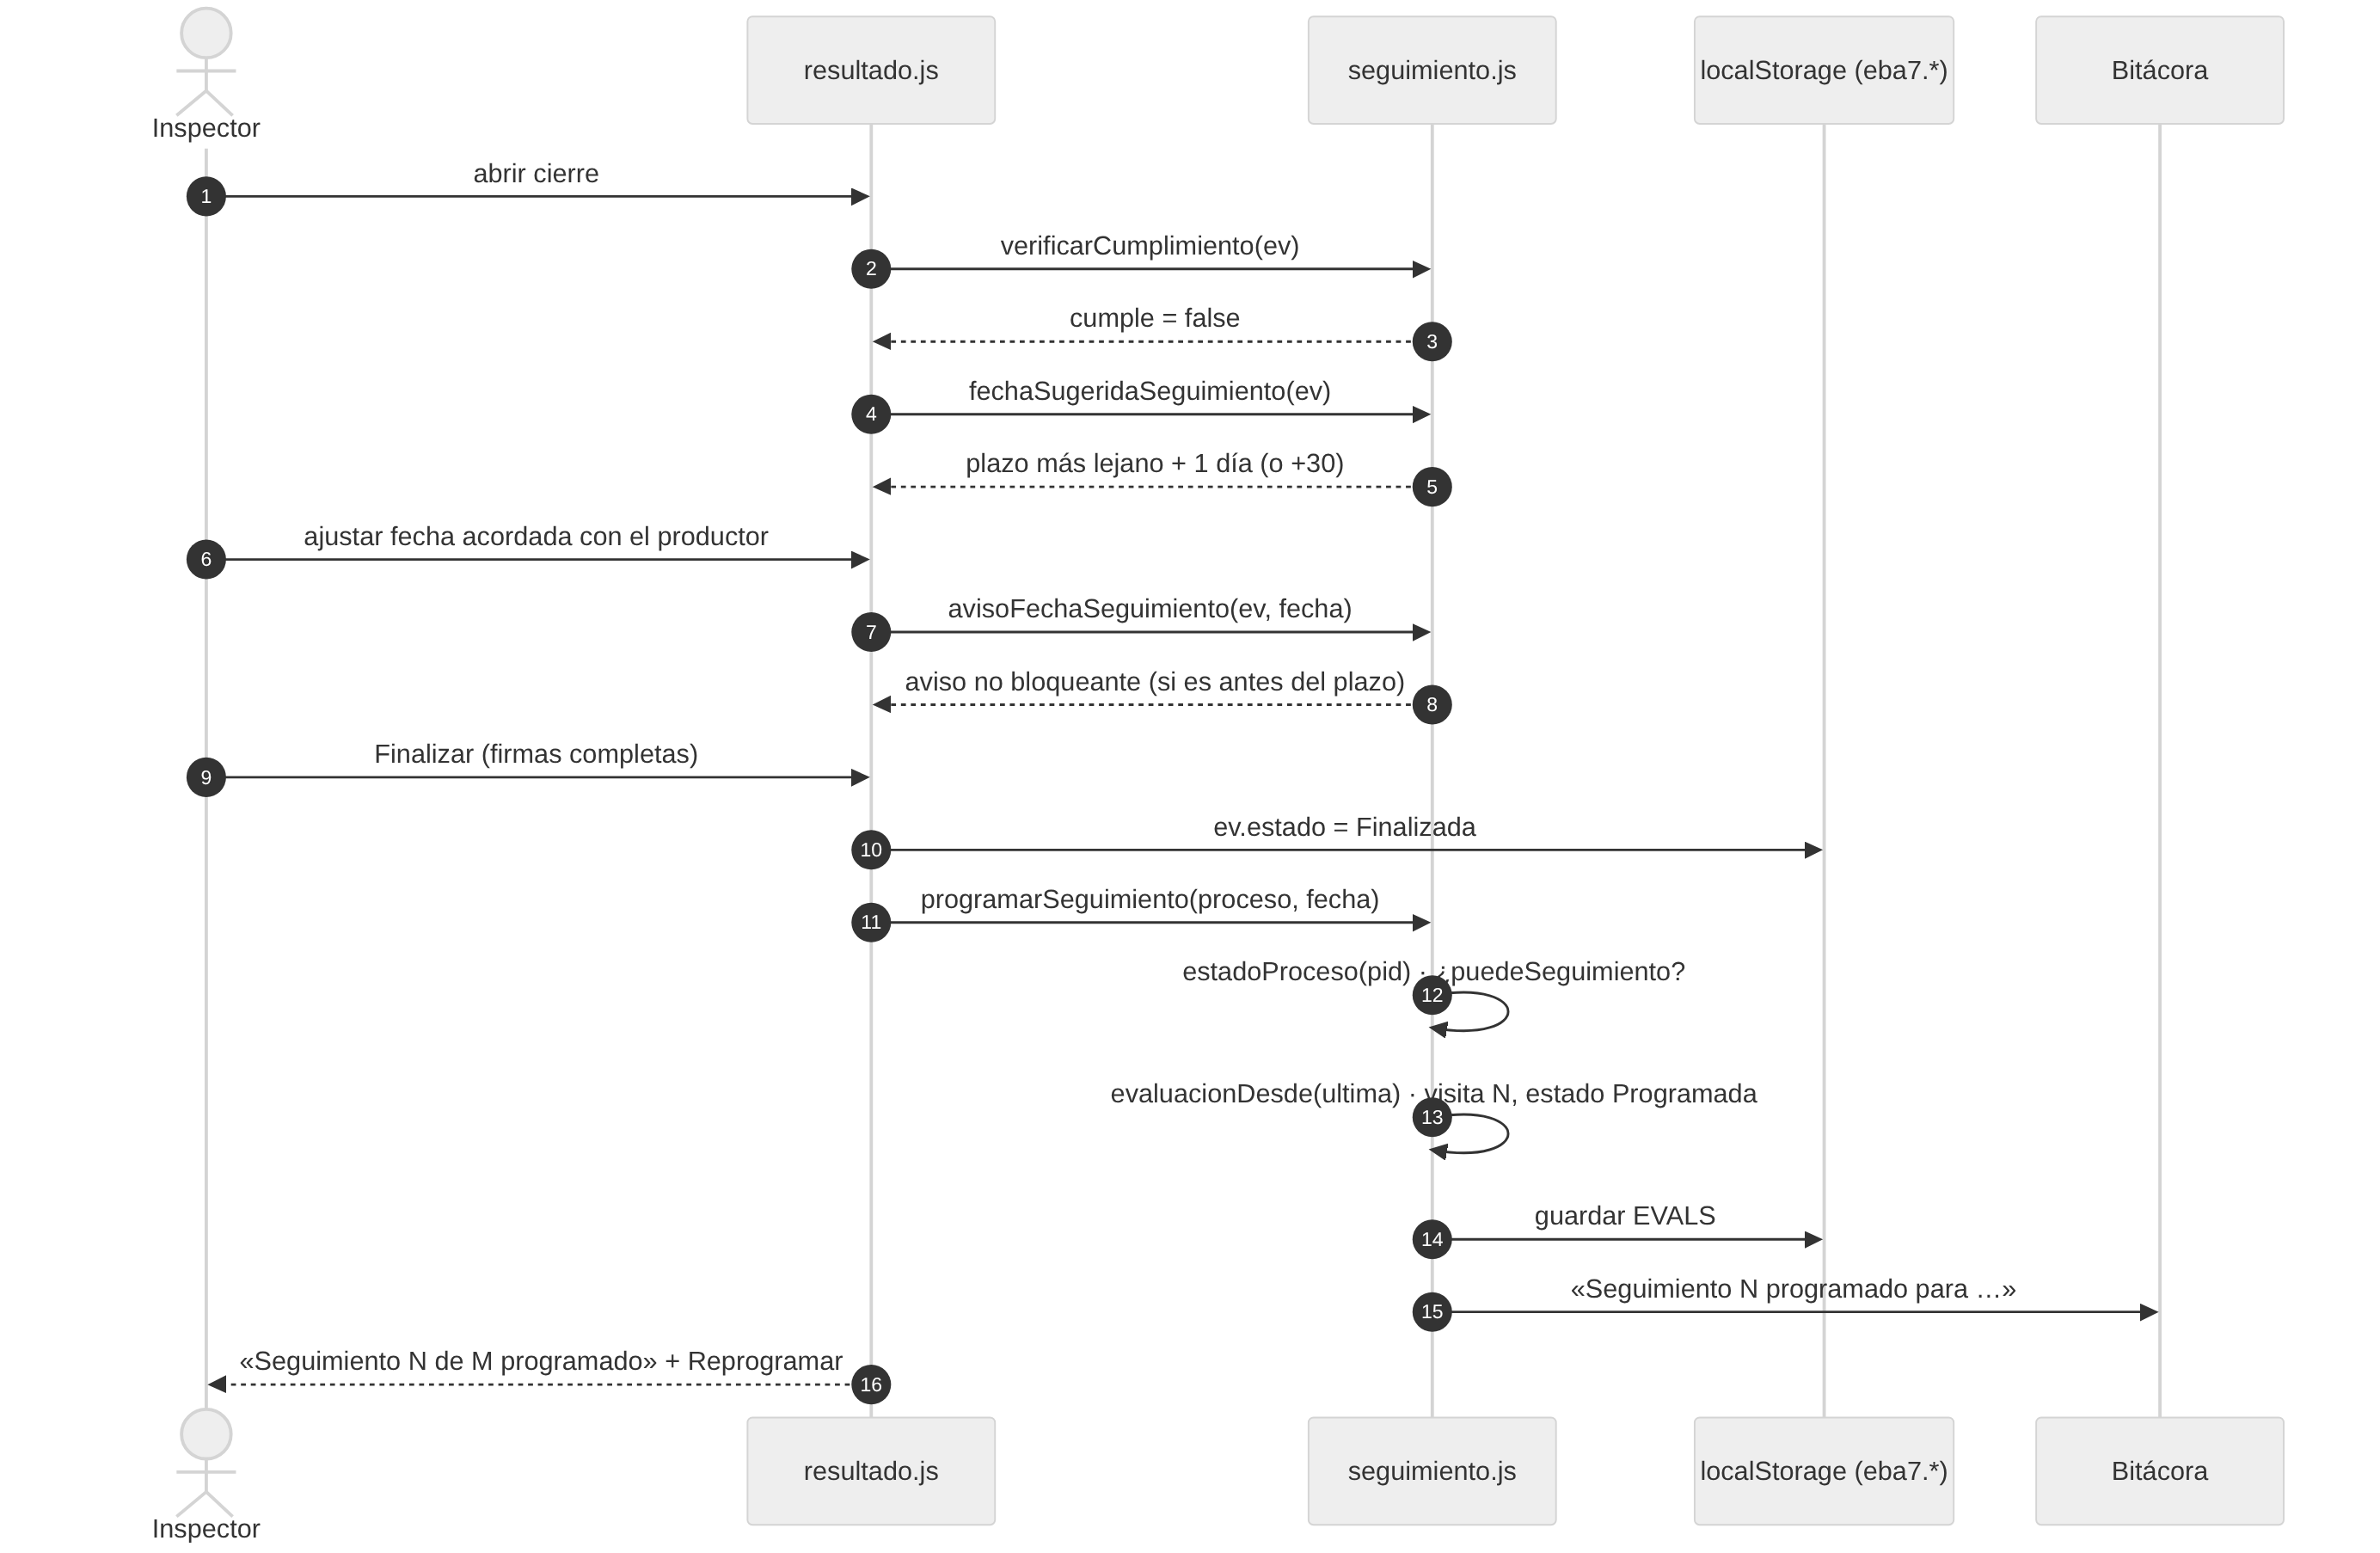 resultado.js
seguimiento.js
localStorage (eba7.*)
Bitácora
Inspector
abrir cierre
1
verificarCumplimiento(ev)
2
cumple = false
3
fechaSugeridaSeguimiento(ev)
4
plazo más lejano + 1 día (o +30)
5
ajustar fecha acordada con el productor
6
avisoFechaSeguimiento(ev, fecha)
7
aviso no bloqueante (si es antes del plazo)
8
Finalizar (firmas completas)
9
ev.estado = Finalizada
10
programarSeguimiento(proceso, fecha)
11
estadoProceso(pid) · ¿puedeSeguimiento?
12
evaluacionDesde(ultima) · visita N, estado Programada
13
guardar EVALS
14
«Seguimiento N programado para …»
15
«Seguimiento N de M programado» + Reprogramar
16
resultado.js
seguimiento.js
localStorage (eba7.*)
Bitácora
Inspector